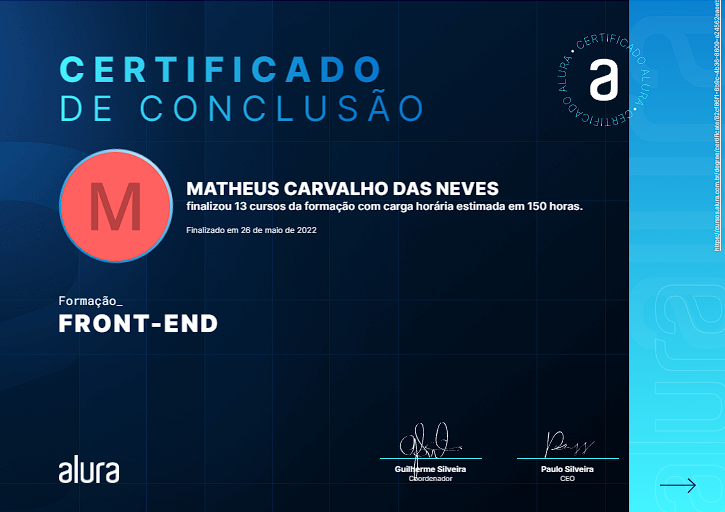 CERTIFICADO
DE CONCLUSÃO
CERTIFICADO ALURA • CERTIFICADO ALURA •
a
M
MATHEUS CARVALHO DAS NEVES
finalizou 13 cursos da formação com carga horária estimada em 150 horas.
Finalizado em 26 de maio de 2022
Formação_
FRONT-END
alura
Guilherme Silveira
Coordenador
Paulo Silveira
CEO
alura